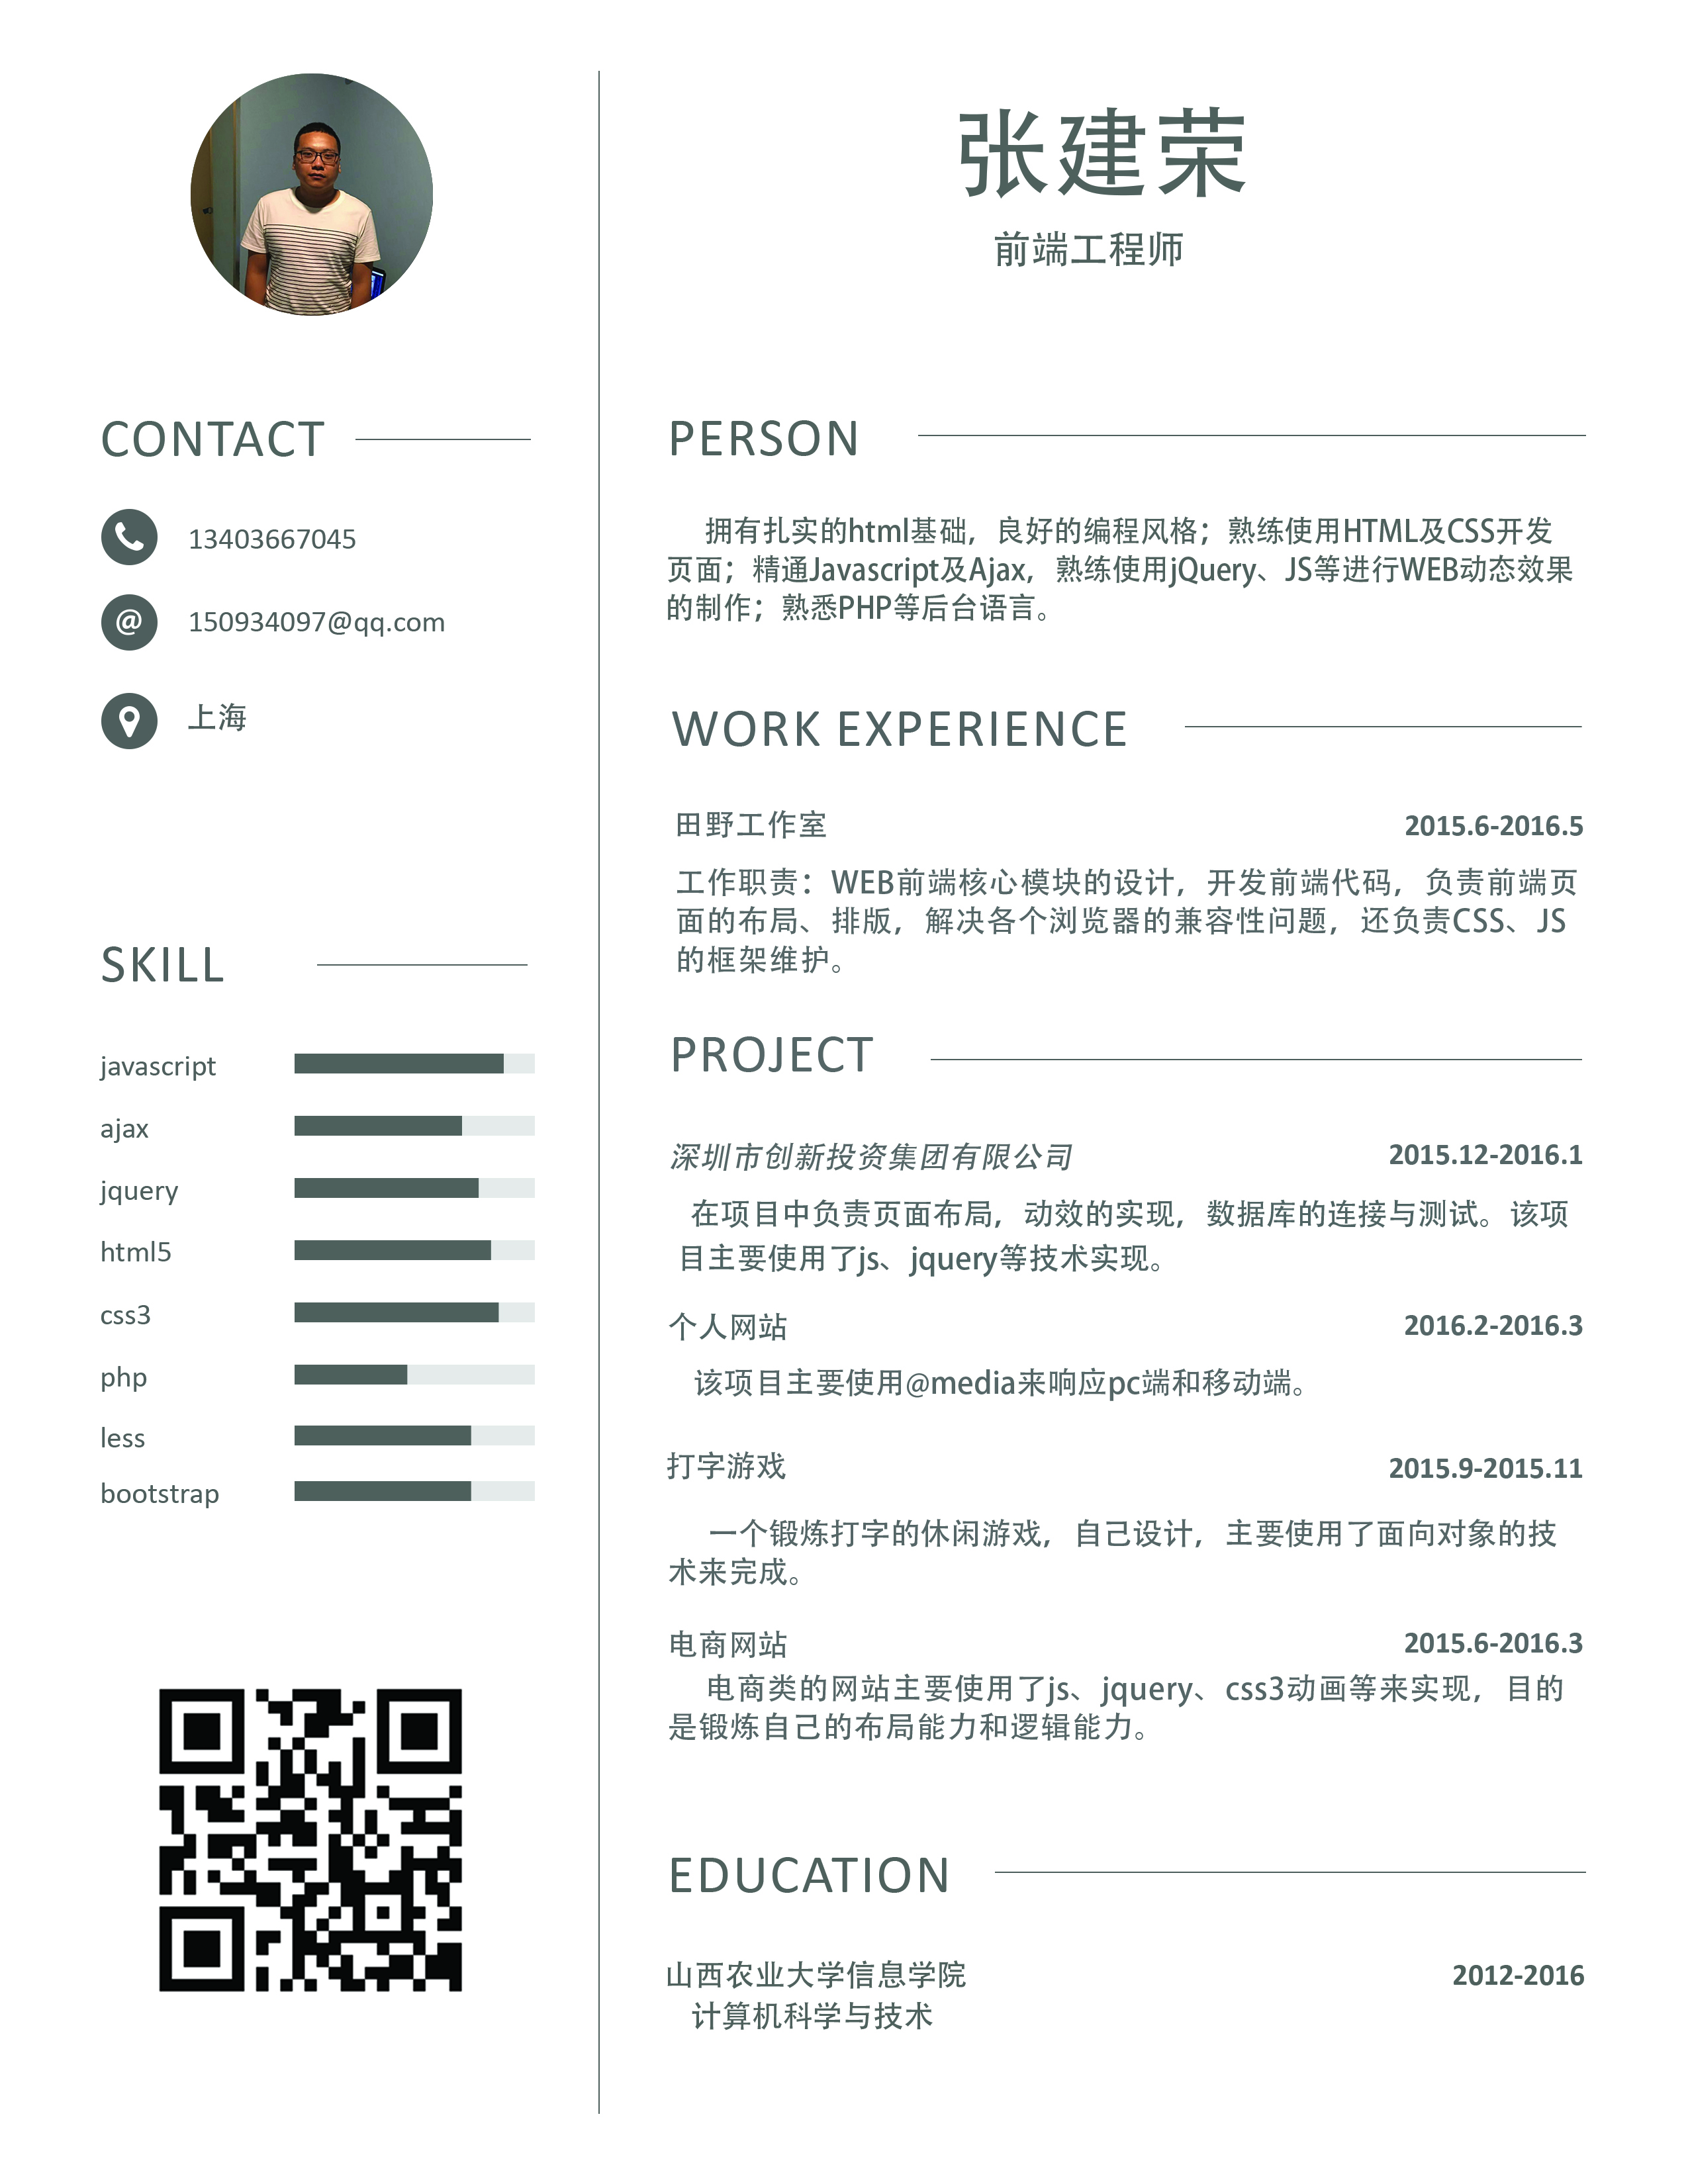 张建荣
前端工程师
CONTACT
13403667045
@
150934097@qq.com
上海
SKILL
javascript
ajax
jquery
html5
css3
php
less
bootstrap
PERSON
拥有扎实的html基础，良好的编程风格；熟练使用HTML及CSS开发
页面；精通Javascript及Ajax，熟练使用jQuery、JS等进行WEB动态效果
的制作；熟悉PHP等后台语言。
WORK EXPERIENCE
田野工作室 2015.6-2016.5
工作职责：WEB前端核心模块的设计，开发前端代码，负责前端页
面的布局、排版，解决各个浏览器的兼容性问题，还负责CSS、JS
的框架维护。
PROJECT
深圳市创新投资集团有限公司 2015.12-2016.1
在项目中负责页面布局，动效的实现，数据库的连接与测试。该项
目主要使用了js、jquery等技术实现。
个人网站 2016.2-2016.3
该项目主要使用@media来响应pc端和移动端。
打字游戏 2015.9-2015.11
一个锻炼打字的休闲游戏，自己设计，主要使用了面向对象的技
术来完成。
电商网站 2015.6-2016.3
电商类的网站主要使用了js、jquery、css3动画等来实现，目的
是锻炼自己的布局能力和逻辑能力。
EDUCATION
山西农业大学信息学院 2012-2016
计算机科学与技术